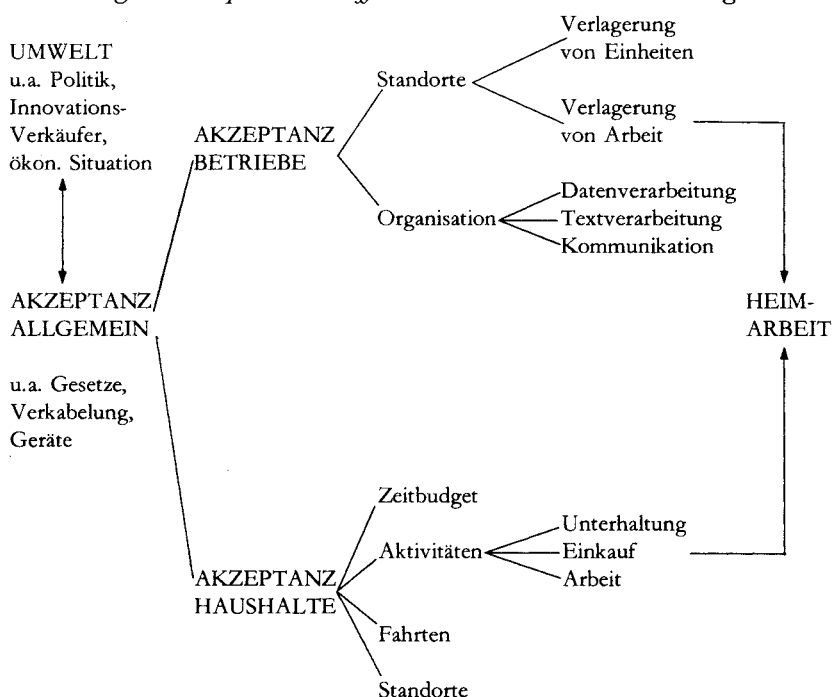 Verlagerung
von Einheiten
UMWELT
u.a. Politik,
Innovations-
Verkäufer,
ökon. Situation
Standorte
AKZEPTANZ
BETRIEBE
Verlagerung
von Arbeit
Organisation
Datenverarbeitung
Textverarbeitung
Kommunikation
AKZEPTANZ
ALLGEMEIN
HEIM-
ARBEIT
u.a. Gesetze,
Verkabelung,
Geräte
Zeitbudget
Aktivitäten
Unterhaltung
Einkauf
Arbeit
AKZEPTANZ
HAUSHALTE
Fahrten
Standorte